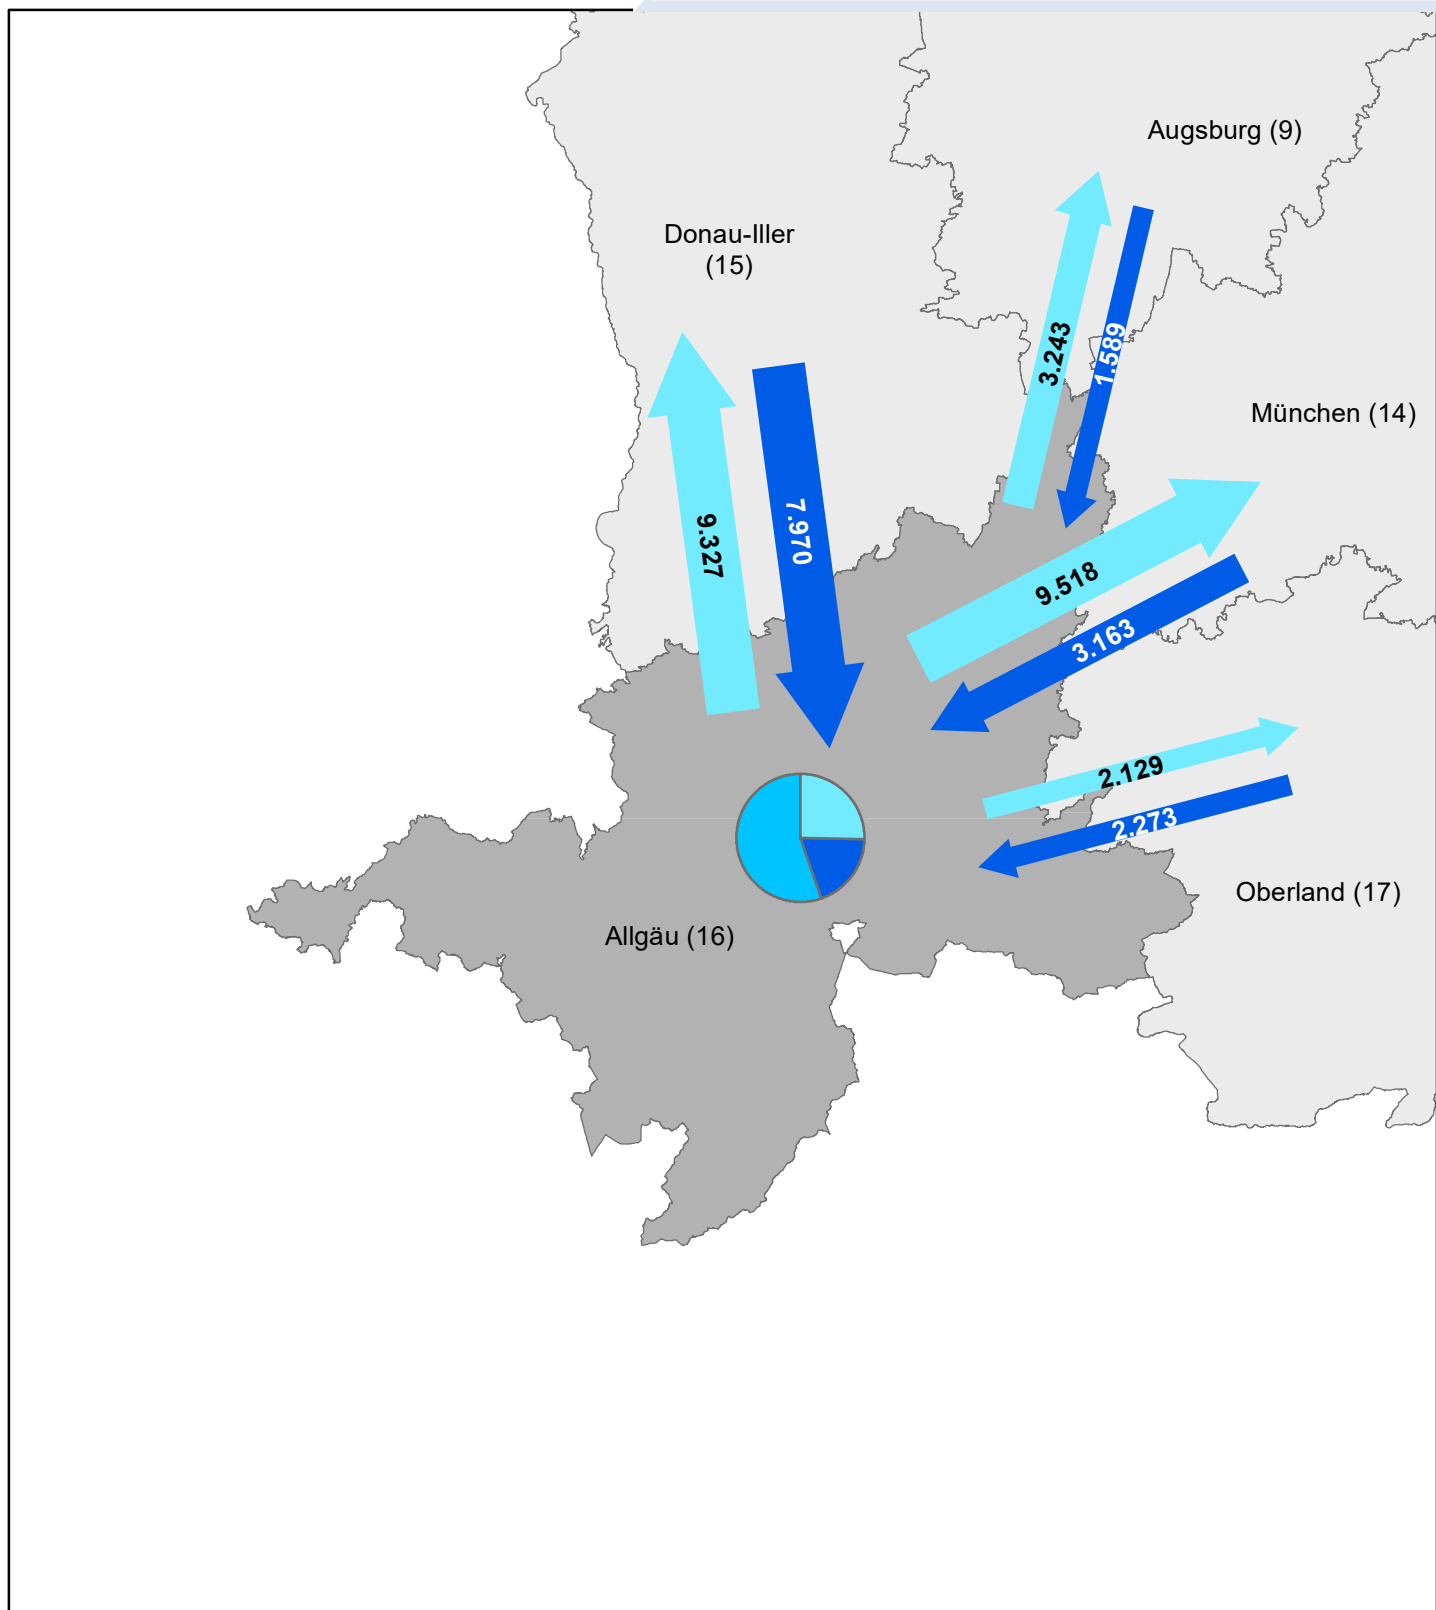 Augsburg (9)
Donau-Iller
(15)
3.243
1.589
München (14)
9.327
7.970
9.518
3.163
2.129
2.273
Oberland (17)
Allgäu (16)